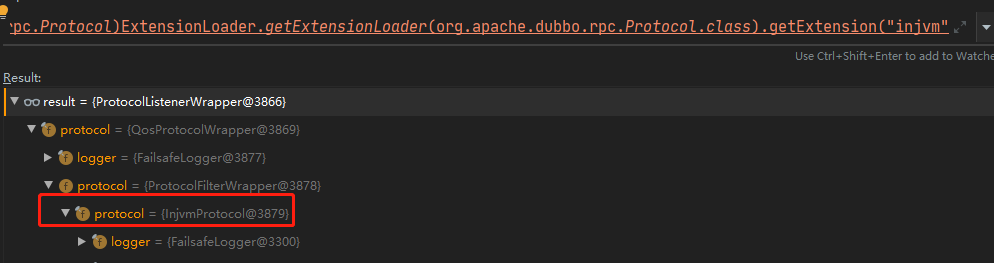 pc.Protocol)ExtensionLoader.getExtensionLoader(org.apache.dubbo.rpc.Protocol.class).getExtension("injvm"
Use Ctrl+Shift+Enter to add to Watche
Result:
result = {ProtocolListenerWrapper@3866}
protocol = {QosProtocolWrapper@3869}
logger = {FailsafeLogger@3877}
protocol = {ProtocolFilterWrapper@3878}
protocol = {InjvmProtocol@3879}
logger = {FailsafeLogger@3300}